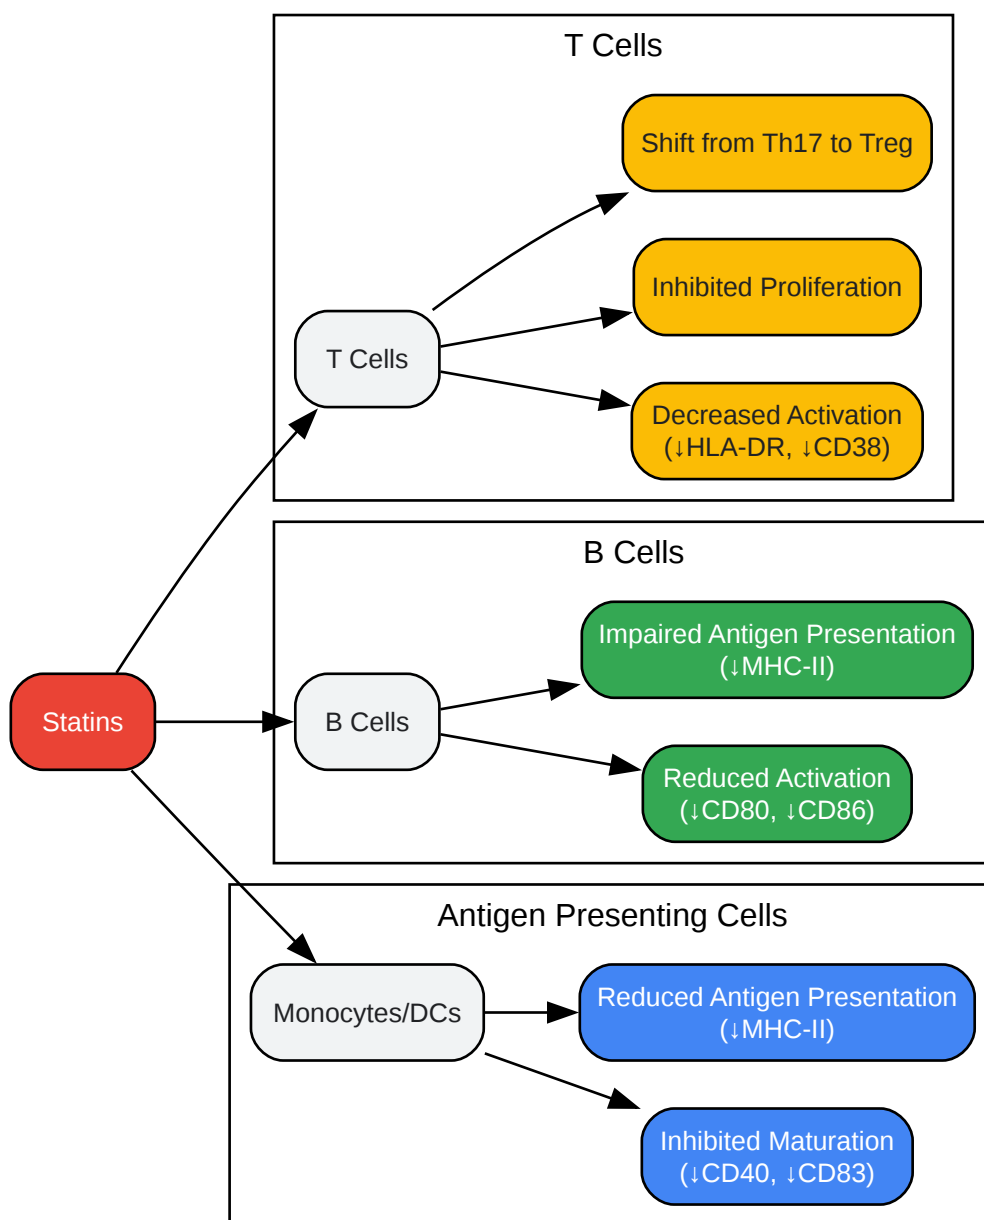 T Cells
Shift from Th17 to Treg
Inhibited Proliferation
T Cells
Decreased Activation
(↓HLA-DR, ↓CD38)
B Cells
Impaired Antigen Presentation
(↓MHC-II)
Statins
B Cells
Reduced Activation
(↓CD80, ↓CD86)
Antigen Presenting Cells
Monocytes/DCs
Reduced Antigen Presentation
(↓MHC-II)
Inhibited Maturation
(↓CD40, ↓CD83)